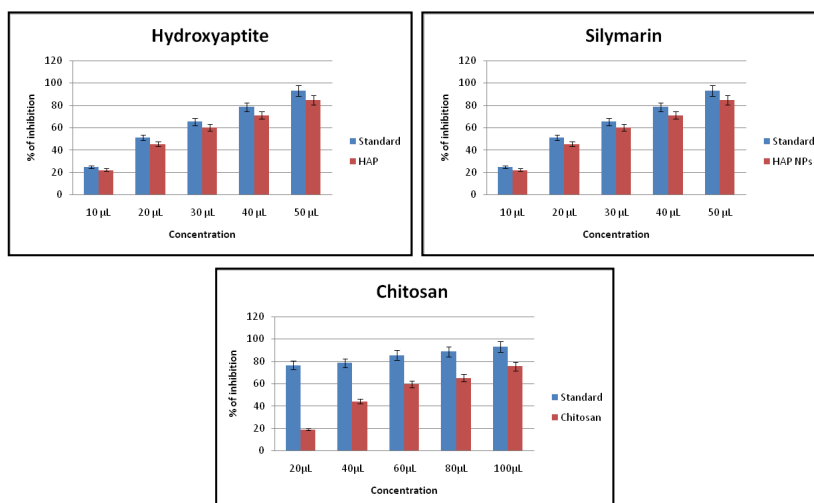 Hydroxyaptite
120
100
80
60
40
20
0
% of inhibition
10 µL 20 µL 30 µL 40 µL 50 µL
Concentration
Standard
HAP
Silymarin
120
100
80
60
40
20
0
% of inhibition
10 µL 20 µL 30 µL 40 µL 50 µL
Concentration
Standard
HAP NPs
Chitosan
120
100
80
60
40
20
0
% of inhibition
20µL 40µL 60µL 80µL 100µL
Concentration
Standard
Chitosan